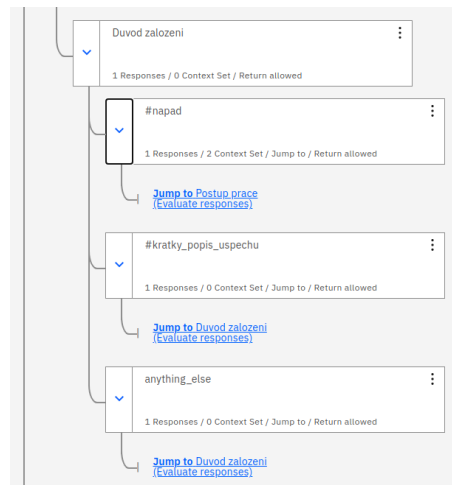 Duvod zalozeni
1 Responses / 0 Context Set / Return allowed
#napad
1 Responses / 2 Context Set / Jump to / Return allowed
Jump to Postup prace
(Evaluate responses)
#kratky_popis_uspechu
1 Responses / 0 Context Set / Jump to / Return allowed
Jump to Duvod zalozeni
(Evaluate responses)
anything_else
1 Responses / 0 Context Set / Jump to / Return allowed
Jump to Duvod zalozeni
(Evaluate responses)